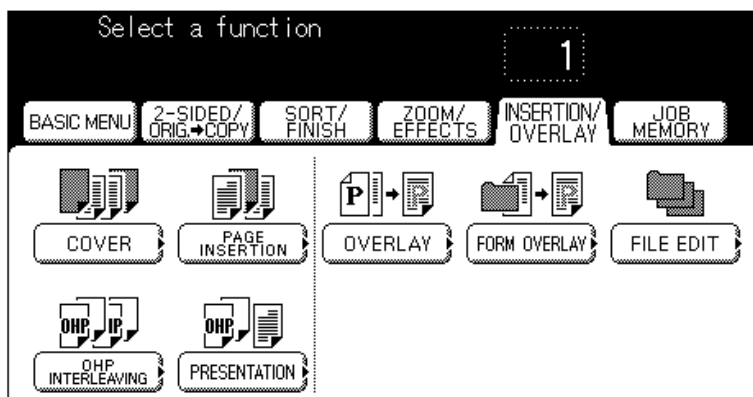 Select a function
1
BASIC MENU
2-SIDED/
ORIG.➡COPY
SORT/
FINISH
ZOOM/
EFFECTS
INSERTION/
OVERLAY
JOB
MEMORY
P
P
P
COVER
PAGE
INSERTION
OVERLAY
FORM OVERLAY
FILE EDIT
OHP
IP
OHP
OHP
INTERLEAVING
PRESENTATION